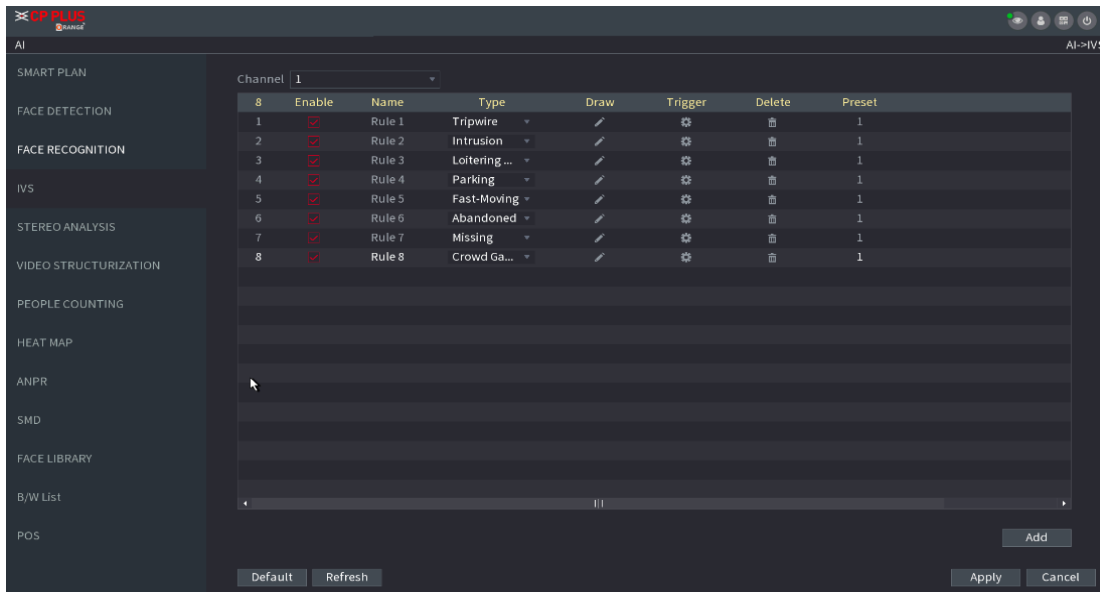 CP PLUS
ORANGE
AI AI->IVS
SMART PLAN
FACE DETECTION
FACE RECOGNITION
IVS
STEREO ANALYSIS
VIDEO STRUCTURIZATION
PEOPLE COUNTING
HEAT MAP
ANPR
SMD
FACE LIBRARY
B/W List
POS
Channel 1
8 Enable Name Type Draw Trigger Delete Preset
1 Rule 1 Tripwire 1
2 Rule 2 Intrusion 1
3 Rule 3 Loitering ... 1
4 Rule 4 Parking 1
5 Rule 5 Fast-Moving 1
6 Rule 6 Abandoned 1
7 Rule 7 Missing 1
8 Rule 8 Crowd Ga... 1
Add
Default Refresh Apply Cancel